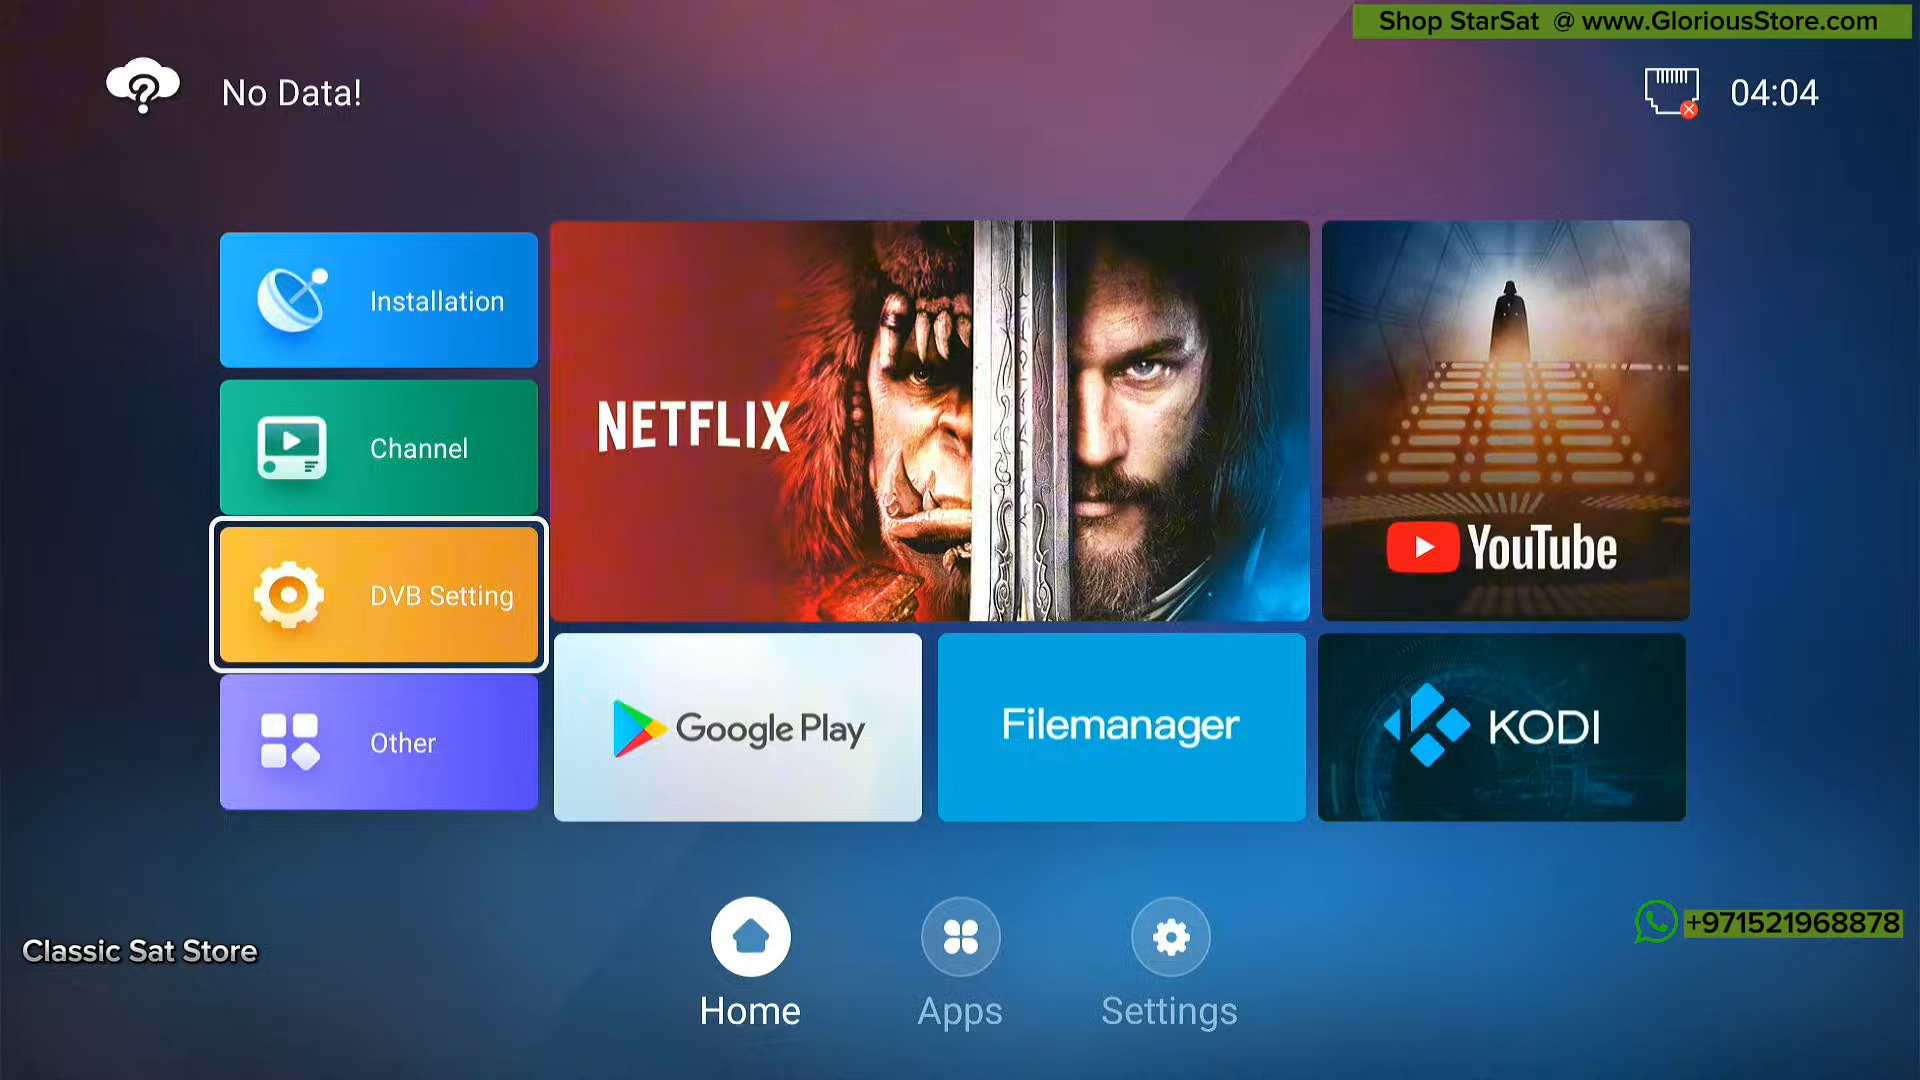 Shop StarSat @ www.GloriousStore.com
No Data!
04:04
Installation
Channel
DVB Setting
Other
NETFLIX
YouTube
Google Play
Filemanager
KODI
Classic Sat Store
+971521968878
Home
Apps
Settings